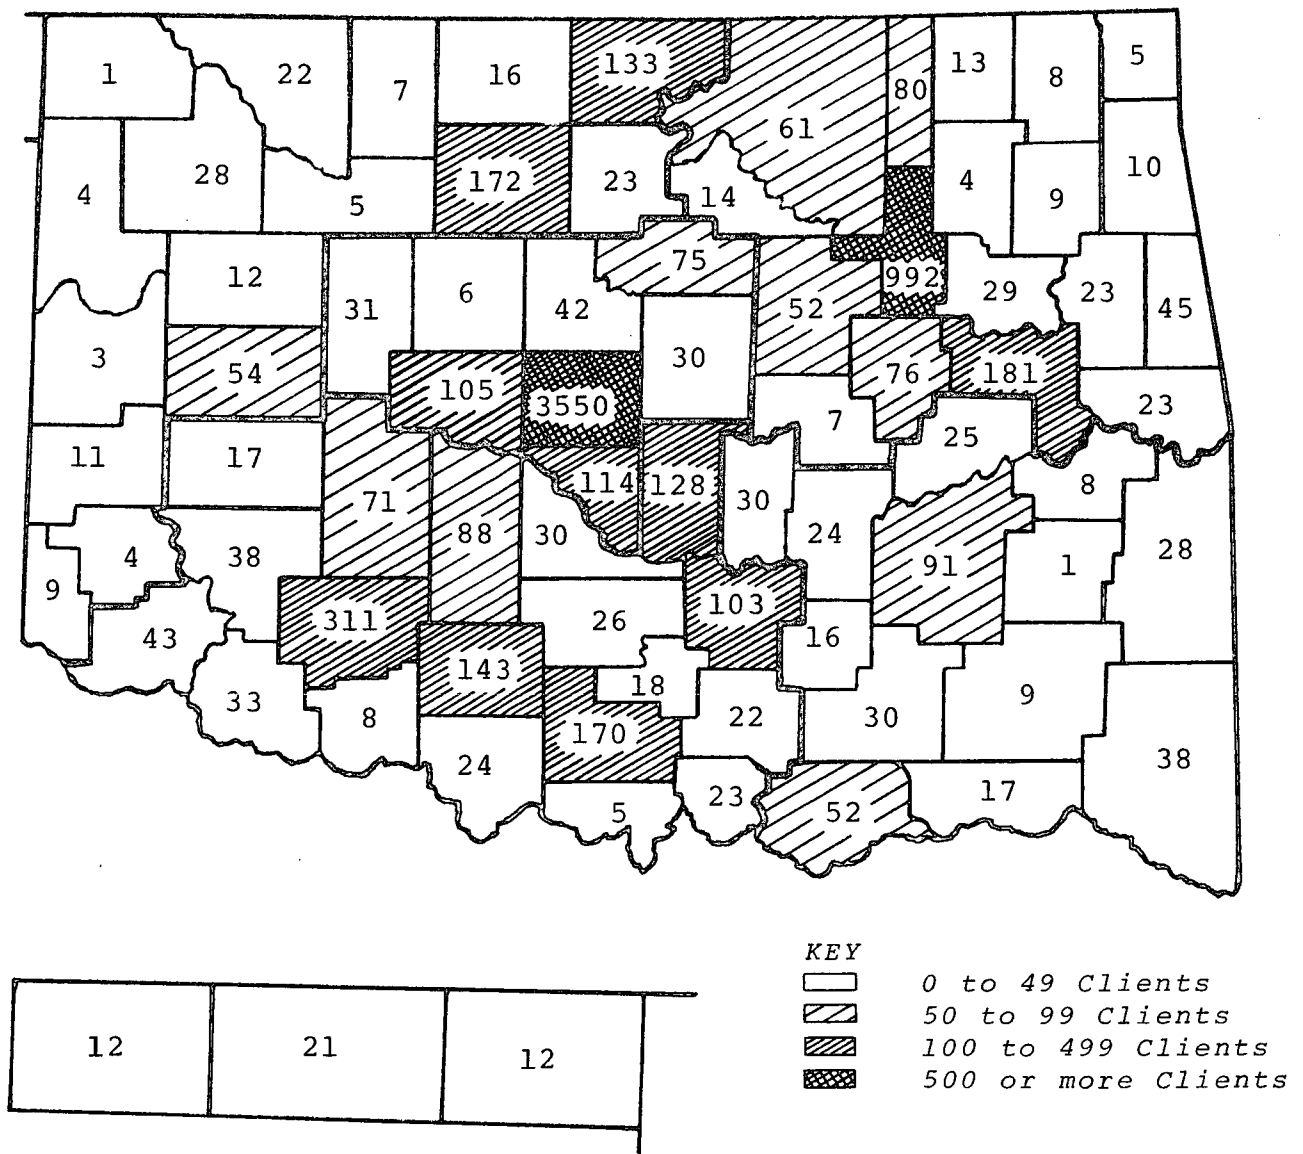 1 22 7 16 133 61 80 13 8 5
4 28 5 172 23 14 4 9 10
12 31 6 42 75 52 992 29 23 45
3 54 105 3550 30 76 181 23
11 17 71 88 114 128 30 7 25 8
9 4 38 30 24 91 1 28
43 311 26 103 16
33 8 143 18 22 30 9
24 170 38
5 23 52 17
KEY
0 to 49 Clients
50 to 99 Clients
100 to 499 Clients
500 or more Clients
12 21 12